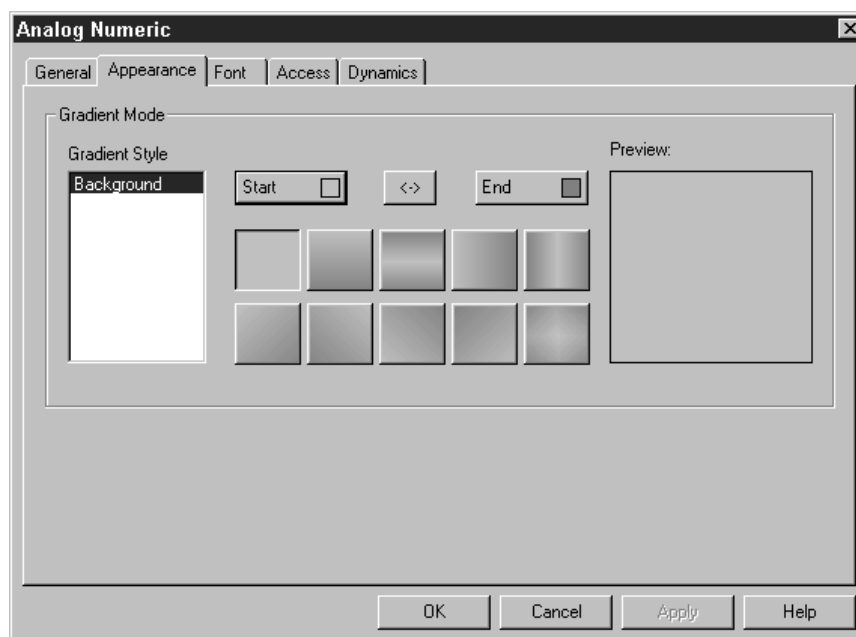 Analog Numeric
General Appearance Font Access Dynamics
Gradient Mode
Gradient Style
Preview:
Background
Start
<->
End
OK Cancel Apply Help